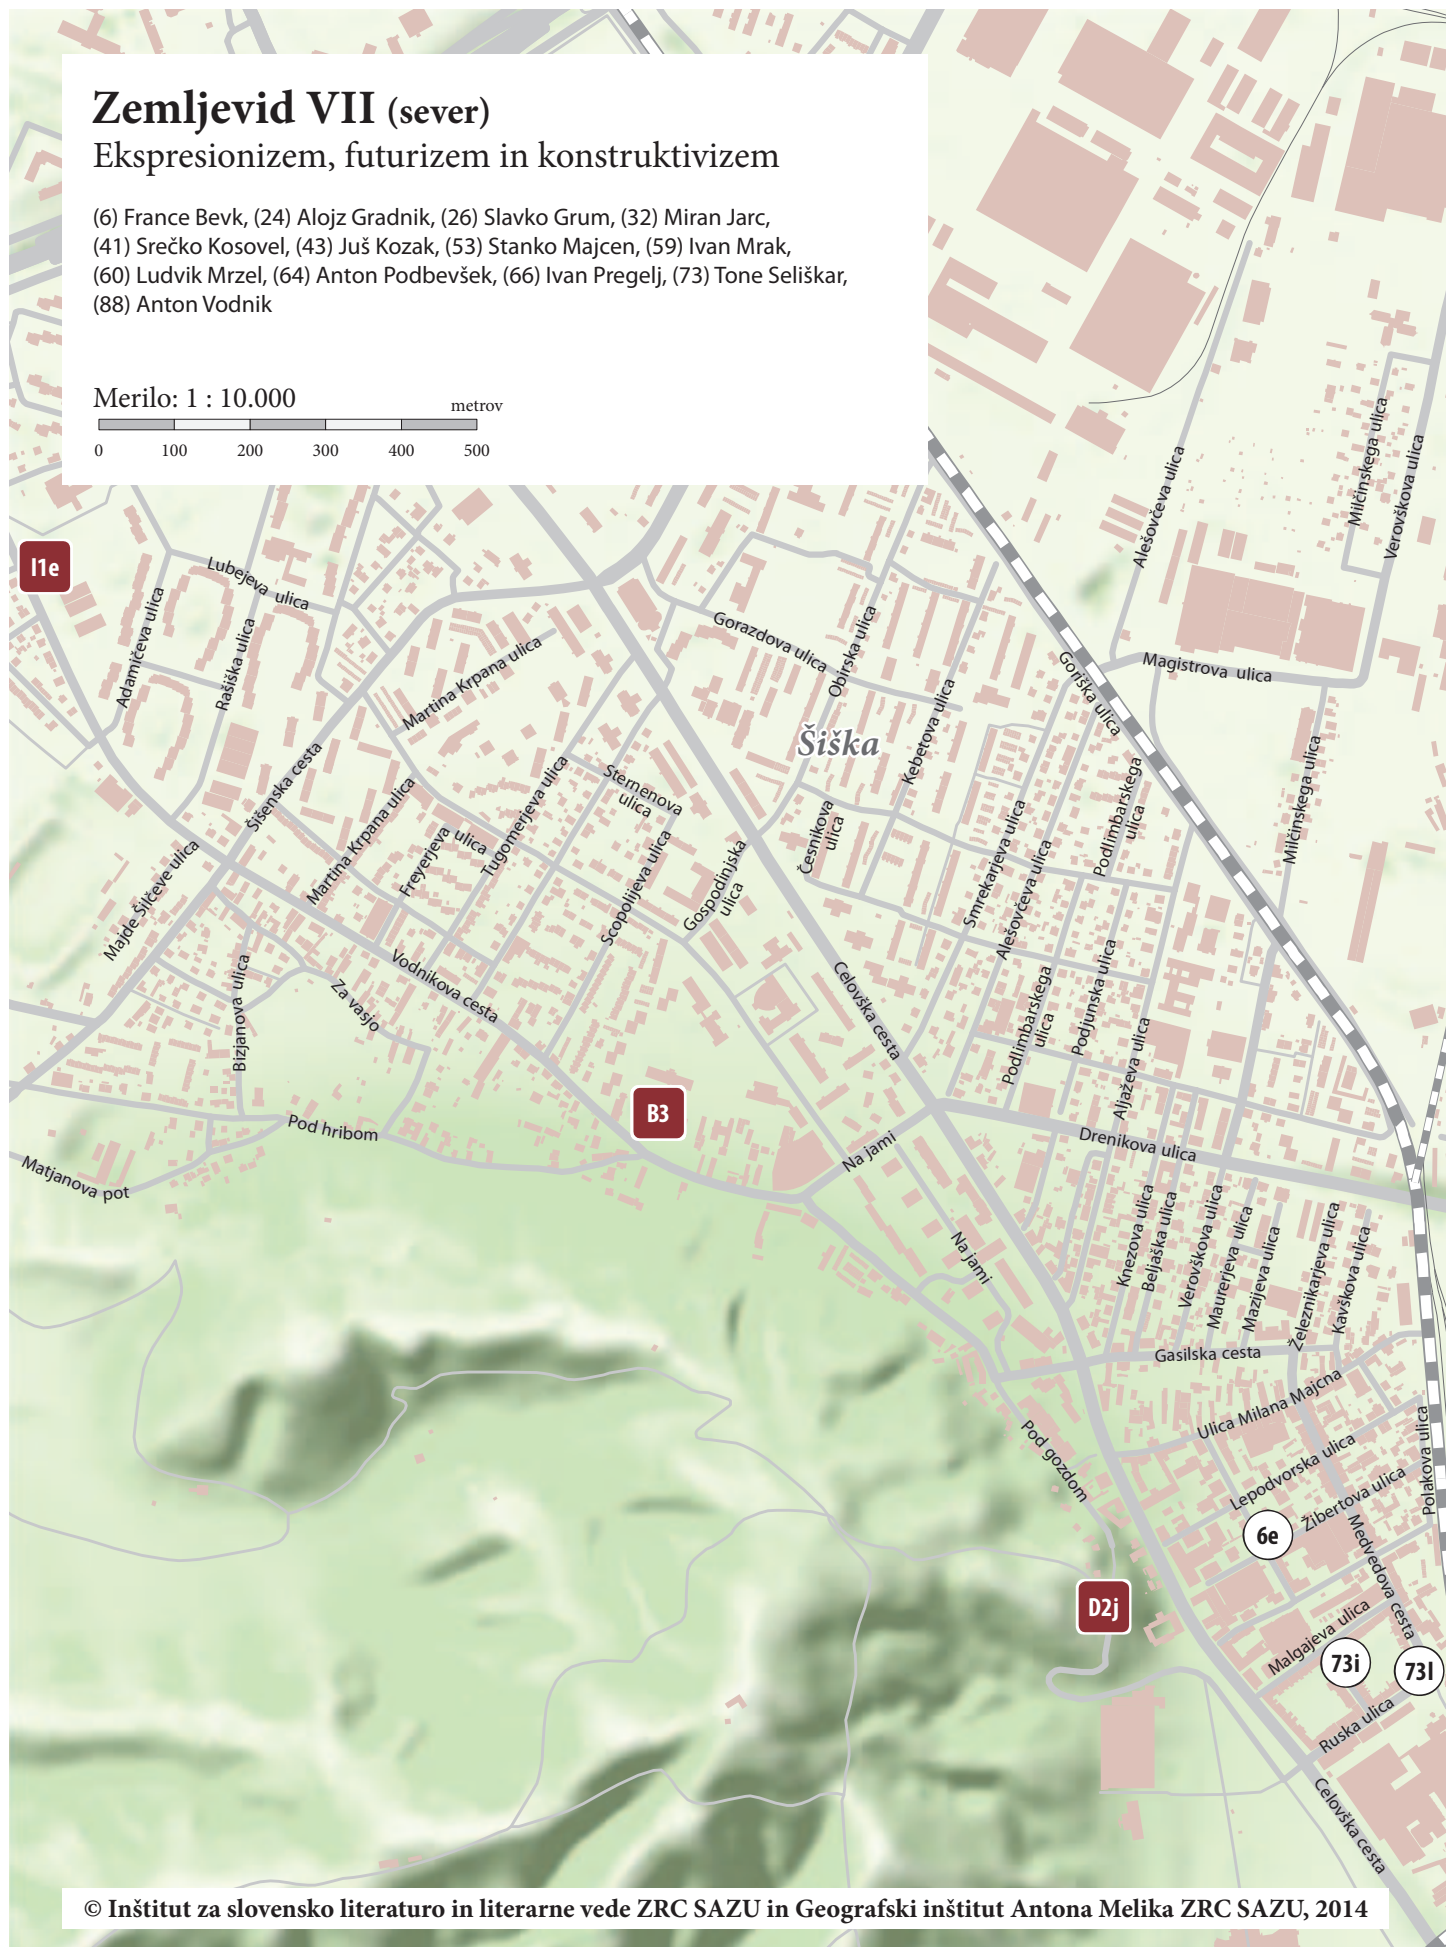 Zemljevid VII (sever)
Ekspresionizem, futurizem in konstruktivizem
(6) France Bevk, (24) Alojz Gradnik, (26) Slavko Grum, (32) Miran Jarc,
(41) Srečko Kosovel, (43) Juš Kozak, (53) Stanko Majcen, (59) Ivan Mrak,
(60) Ludvik Mrzel, (64) Anton Podbevšek, (66) Ivan Pregelj, (73) Tone Seliškar,
(88) Anton Vodnik
Merilo: 1 : 10.000
metrov
0 100 200 300 400 500
Milčinskega ulica
Verovškova ulica
Alešovčeva ulica
I1e
Lubejeva ulica
Adamičeva ulica
Rašiška ulica
Martina Krpana ulica
Gorazdova ulica
Obirska ulica
Goriška ulica
Magistrova ulica
Šiška
Kebetova ulica
Šišenska cesta
Sternenova
ulica
Tugomerjeva ulica
Martina Krpana ulica
Freyerjeva ulica
Česnikova
ulica
Podlimbarskega
ulica
Milčinskega ulica
Smrekarjeva ulica
Alešovčeva ulica
Majde Šilčeve ulica
Scopolijeva ulica
Gospodinjska
ulica
Vodnikova cesta
Za vasjo
Bizjanova ulica
Celovška cesta
Podlimbarskega
ulica
Podjunska ulica
Aljaževa ulica
B3
Pod hribom
Matjanova pot
Na jami
Drenikova ulica
Na jami
Knezova ulica
Beljaška ulica
Verovškova ulica
Maurerjeva ulica
Mazijeva ulica
Železnikarjeva ulica
Kavškova ulica
Gasilska cesta
Ulica Milana Majcna
Pod gozdom
Lepodvorska ulica
Žibertova ulica
Polakova ulica
6e
Medvedova cesta
D2j
Malgajeva ulica
73i
73l
Ruska ulica
Celovška cesta
© Inštitut za slovensko literaturo in literarne vede ZRC SAZU in Geografski inštitut Antona Melika ZRC SAZU, 2014